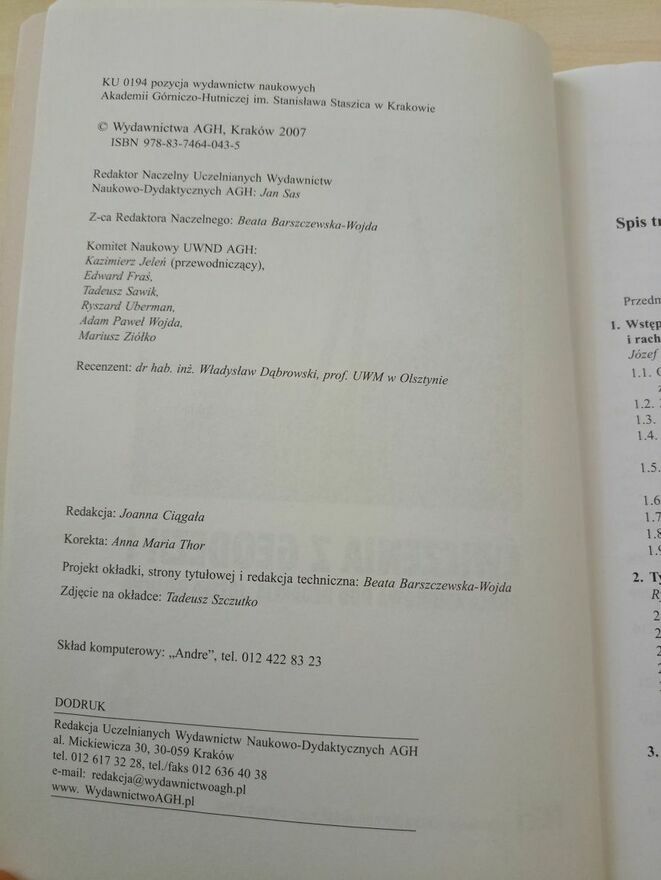 KU 0194 pozycja wydawnictw naukowych
Akademii Górniczo-Hutniczej im. Stanisława Staszica w Krakowie
© Wydawnictwa AGH, Kraków 2007
ISBN 978-83-7464-043-5
Redaktor Naczelny Uczelnianych Wydawnictw
Naukowo-Dydaktycznych AGH: Jan Sas
Z-ca Redaktora Naczelnego: Beata Barszczewska-Wojda
Komitet Naukowy UWND AGH:
Kazimierz Jeleń (przewodniczący),
Edward Fraś,
Tadeusz Sawik,
Ryszard Uberman,
Adam Paweł Wojda,
Mariusz Ziółko
Recenzent: dr hab. inż. Władysław Dąbrowski, prof. UWM w Olsztynie
Redakcja: Joanna Ciągała
Korekta: Anna Maria Thor
Projekt okładki, strony tytułowej i redakcja techniczna: Beata Barszczewska-Wojda
Zdjęcie na okładce: Tadeusz Szczutko
Skład komputerowy: „Andre”, tel. 012 422 83 23
DODRUK
Redakcja Uczelnianych Wydawnictw Naukowo-Dydaktycznych AGH
al. Mickiewicza 30, 30-059 Kraków
tel. 012 617 32 28, tel./faks 012 636 40 38
e-mail: redakcja@wydawnictwoagh.pl
www. WydawnictwoAGH.pl
Spis
Przedm
1. Wstęp
i rach
Józef
1.1.
1.2.
1.3.
1.4.
1.5.
1.6
1.7
1.8
1.9
2. Ty
3.